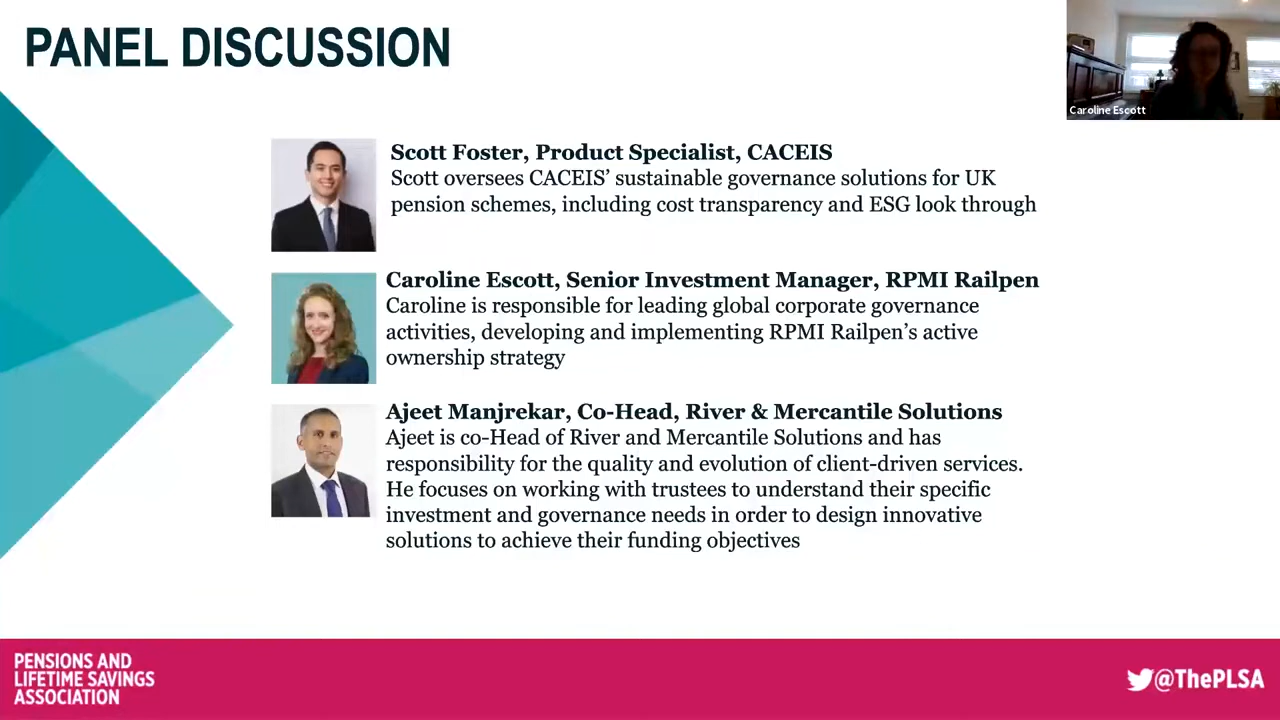 PANEL DISCUSSION
Caroline Escott
Scott Foster, Product Specialist, CACEIS
Scott oversees CACEIS’ sustainable governance solutions for UK
pension schemes, including cost transparency and ESG look through
Caroline Escott, Senior Investment Manager, RPMI Railpen
Caroline is responsible for leading global corporate governance
activities, developing and implementing RPMI Railpen’s active
ownership strategy
Ajeet Manjrekar, Co-Head, River & Mercantile Solutions
Ajeet is co-Head of River and Mercantile Solutions and has
responsibility for the quality and evolution of client-driven services.
He focuses on working with trustees to understand their specific
investment and governance needs in order to design innovative
solutions to achieve their funding objectives
PENSIONS AND
LIFETIME SAVINGS
ASSOCIATION
@ThePLSA